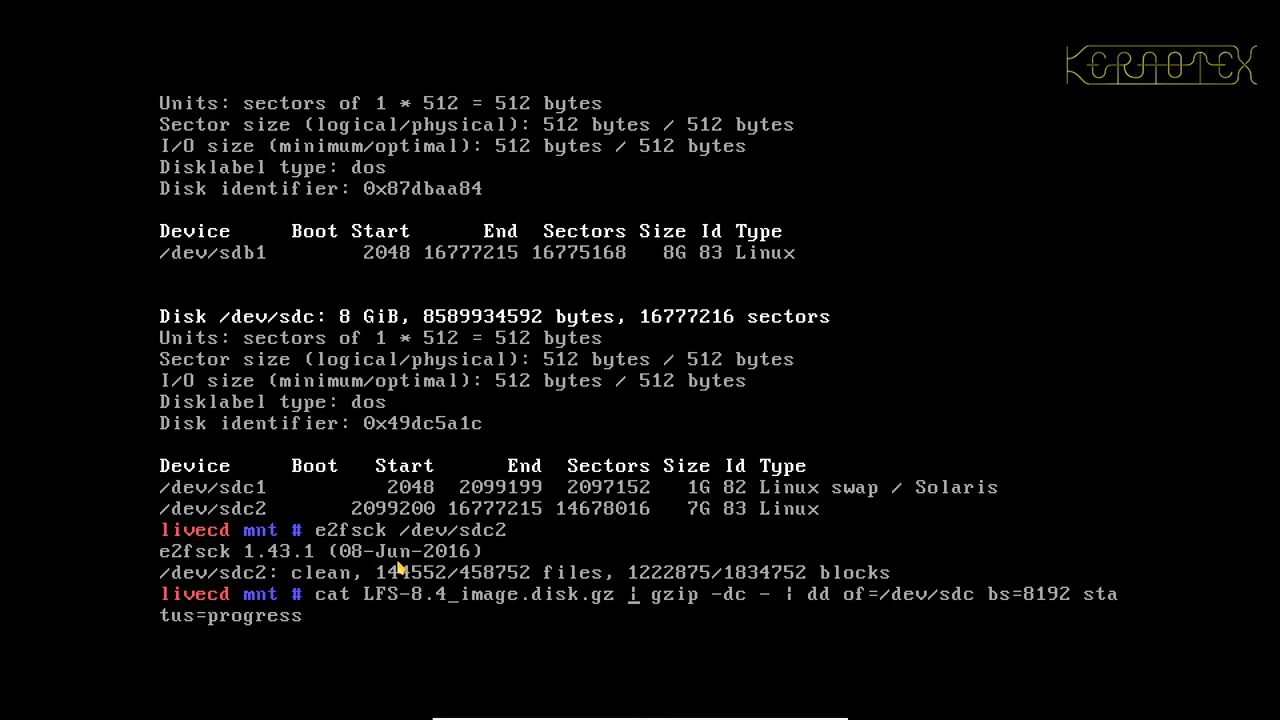 KERNOTEX
Units: sectors of 1 * 512 = 512 bytes
Sector size (logical/physical): 512 bytes / 512 bytes
I/O size (minimum/optimal): 512 bytes / 512 bytes
Disklabel type: dos
Disk identifier: 0x87dbaa84
Device Boot Start End Sectors Size Id Type
/dev/sdb1 2048 16777215 16775168 8G 83 Linux
Disk /dev/sdc: 8 GiB, 8589934592 bytes, 16777216 sectors
Units: sectors of 1 * 512 = 512 bytes
Sector size (logical/physical): 512 bytes / 512 bytes
I/O size (minimum/optimal): 512 bytes / 512 bytes
Disklabel type: dos
Disk identifier: 0x49dc5a1c
Device Boot Start End Sectors Size Id Type
/dev/sdc1 2048 2099199 2097152 1G 82 Linux swap / Solaris
/dev/sdc2 2099200 16777215 14678016 7G 83 Linux
livecd mnt # e2fsck /dev/sdc2
e2fsck 1.43.1 (08-Jun-2016)
/dev/sdc2: clean, 144552/458752 files, 1222875/1834752 blocks
livecd mnt # cat LFS-8.4_image.disk.gz | gzip -dc - | dd of=/dev/sdc bs=8192 sta
tus=progress